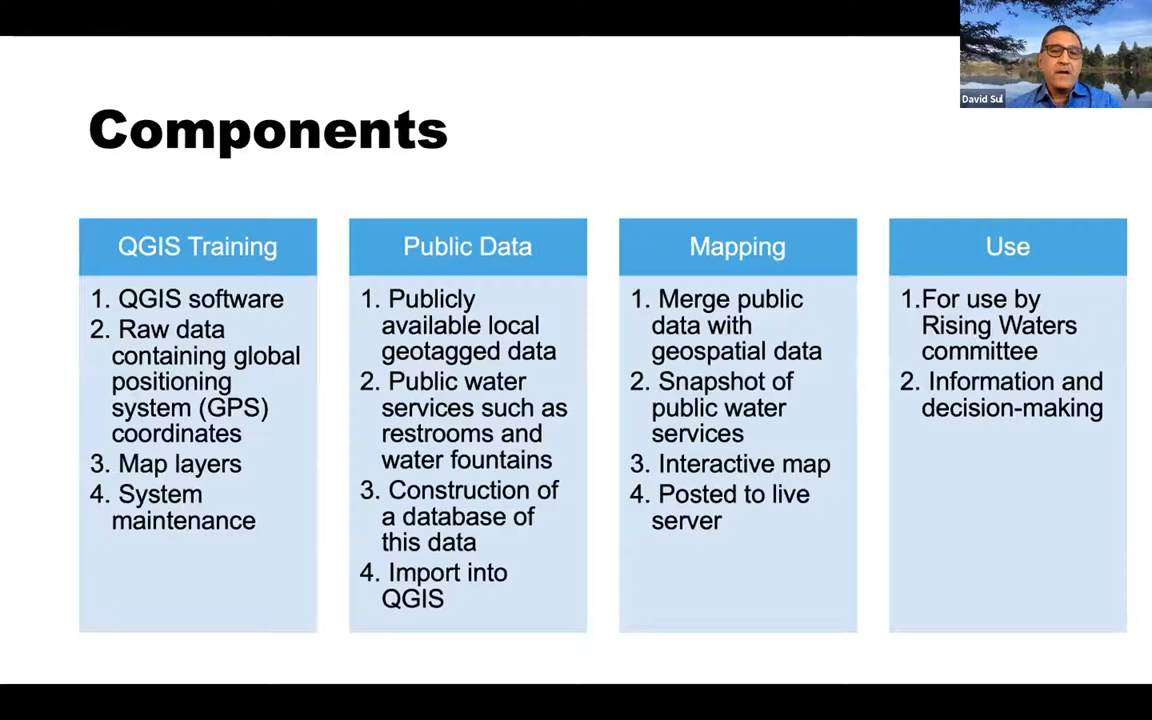 David Sul
Components
QGIS Training
1. QGIS software
2. Raw data
containing global
positioning
system (GPS)
coordinates
3. Map layers
4. System
maintenance
Public Data
1. Publicly
available local
geotagged data
2. Public water
services such as
restrooms and
water fountains
3. Construction of
a database of
this data
4. Import into
QGIS
Mapping
1. Merge public
data with
geospatial data
2. Snapshot of
public water
services
3. Interactive map
4. Posted to live
server
Use
1.For use by
Rising Waters
committee
2. Information and
decision-making